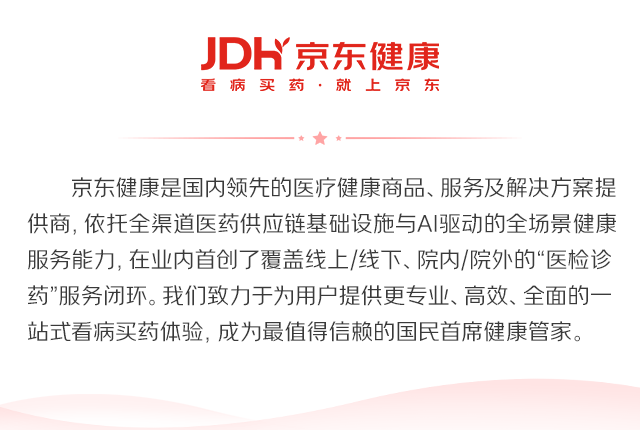 JDH 京东健康
看病买药·就上京东
京东健康是国内领先的医疗健康商品、服务及解决方案提
供商，依托全渠道医药供应链基础设施与AI驱动的全场景健康
服务能力，在业内首创了覆盖线上/线下、院内/院外的“医检诊
药”服务闭环。我们致力于为用户提供更专业、高效、全面的一
站式看病买药体验，成为最值得信赖的国民首席健康管家。